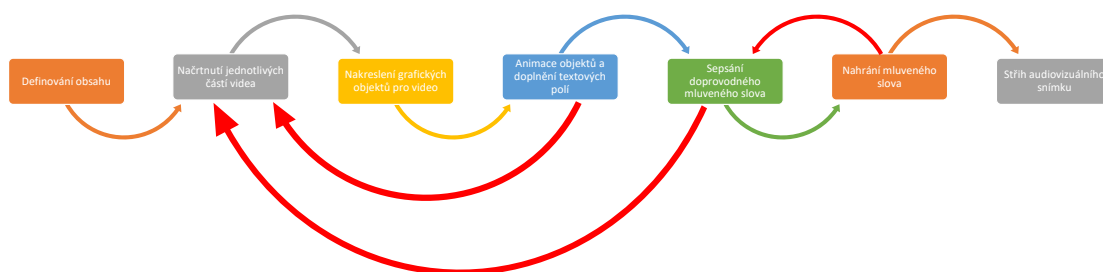 Definování obsahu
Načrtnutí jednotlivých
částí videa
Nakreslení grafických
objektů pro video
Animace objektů a
doplnění textových
polí
Sepsání
doprovodného
mluveného slova
Nahrání mluveného
slova
Střih audiovizuálního
snímku